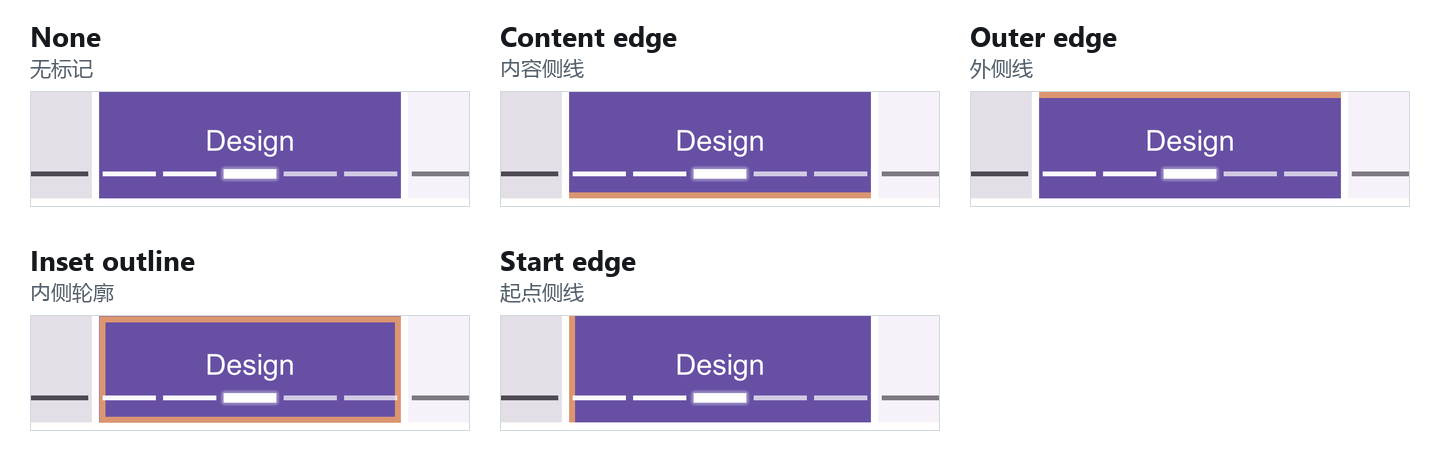 None
无标记
Design
Content edge
内容侧线
Design
Outer edge
外侧线
Design
Inset outline
内侧轮廓
Design
Start edge
起点侧线
Design